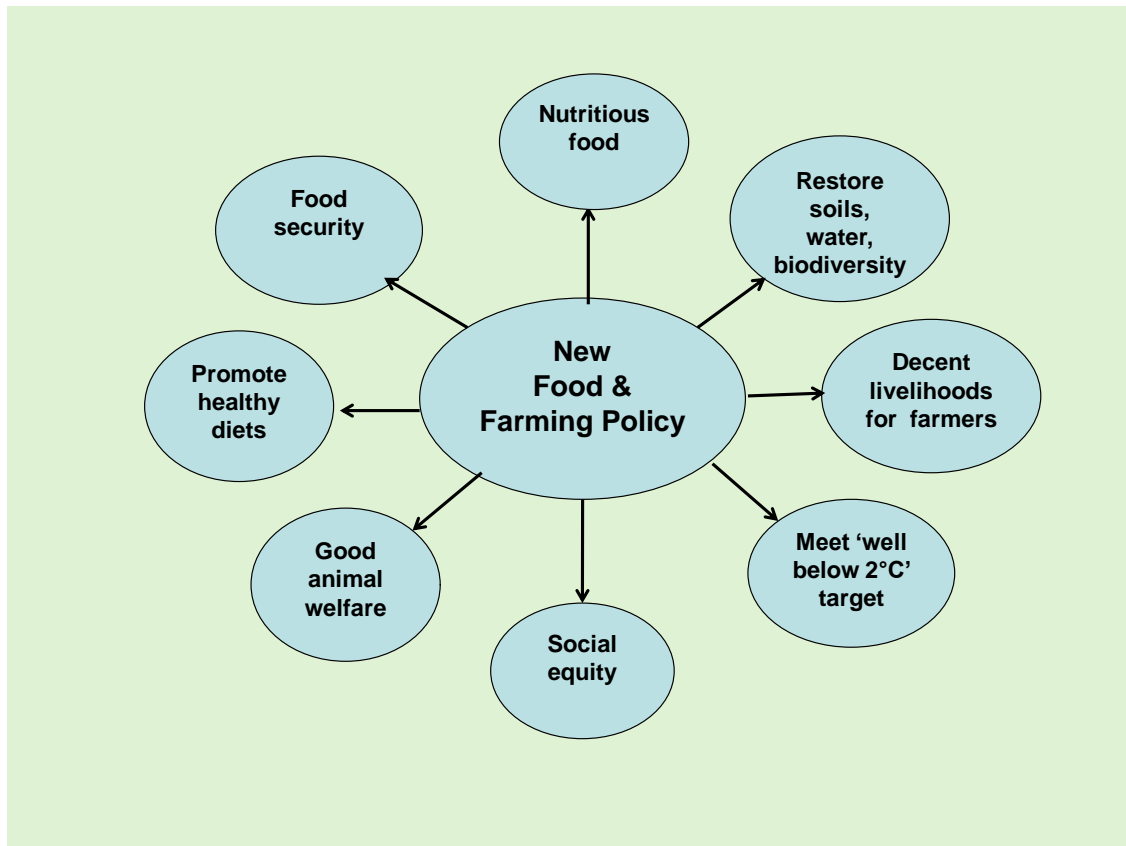 Nutritious
food
Restore
soils,
water,
biodiversity
Food
security
New
Food &
Farming Policy
Decent
livelihoods
for farmers
Promote
healthy
diets
Meet ‘well
below 2°C’
target
Good
animal
welfare
Social
equity